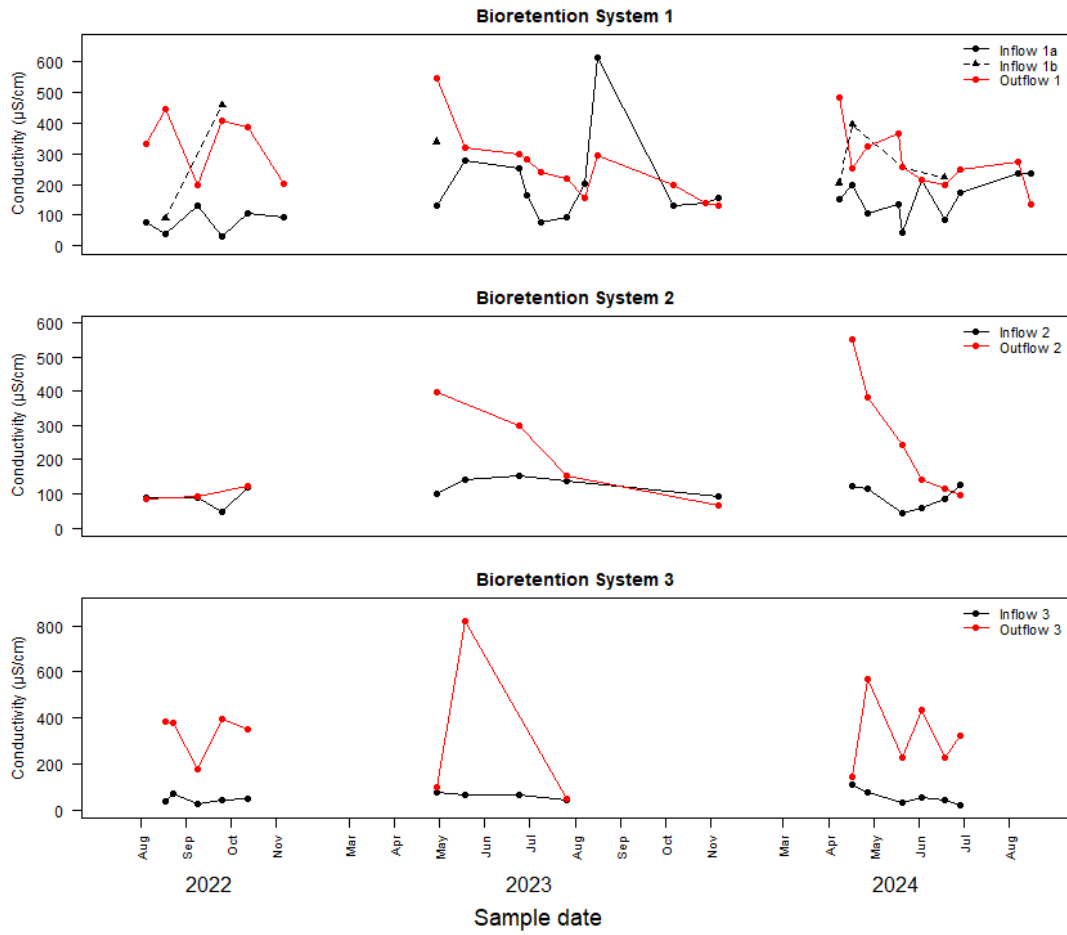 Bioretention System 1
Conductivity (µS/cm)
600
500
400
300
200
100
0
Inflow 1a
Inflow 1b
Outflow 1
Bioretention System 2
Conductivity (µS/cm)
600
500
400
300
200
100
0
Inflow 2
Outflow 2
Bioretention System 3
Conductivity (µS/cm)
800
600
400
200
0
Inflow 3
Outflow 3
Aug Sep Oct Nov Mar Apr May Jun Jul Aug Sep Oct Nov Mar Apr May Jun Jul Aug
2022 2023 2024
Sample date